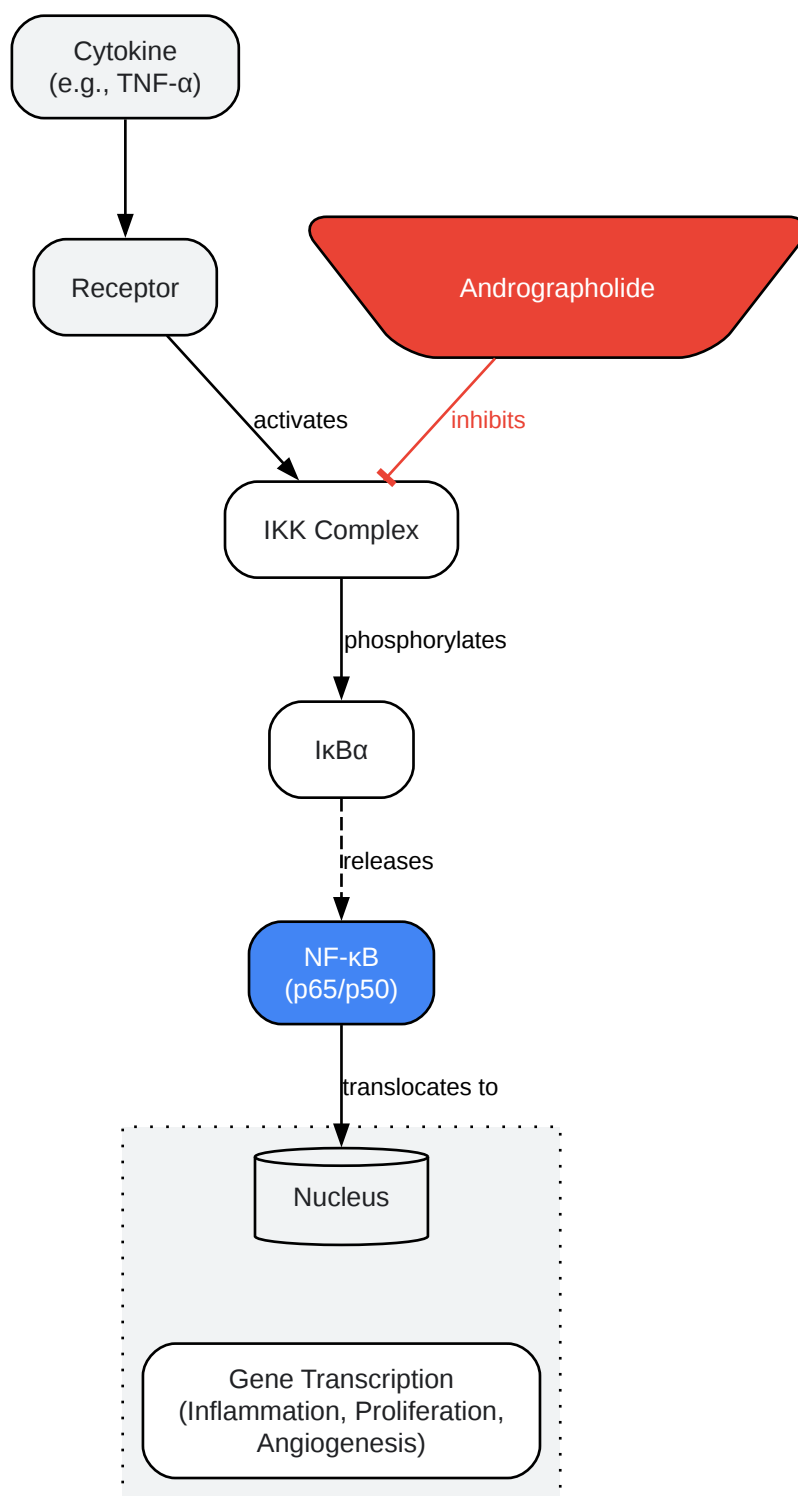 Cytokine
(e.g., TNF-α)
Receptor
Andrographolide
activates
inhibits
IKK Complex
phosphorylates
IκBα
releases
NF-κB
(p65/p50)
translocates to
Nucleus
Gene Transcription
(Inflammation, Proliferation,
Angiogenesis)